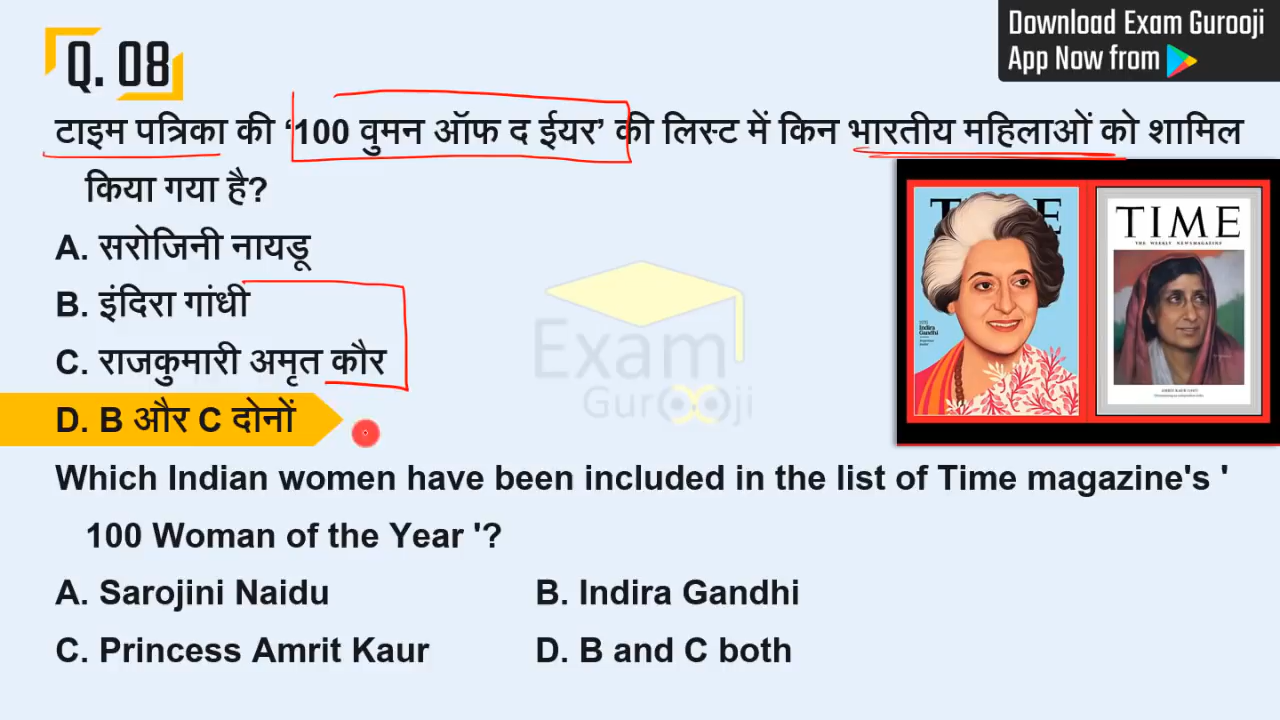 Q. 08
Download Exam Gurooji
App Now from
टाइम पत्रिका की ‘100 वुमन ऑफ द ईयर’ की लिस्ट में किन भारतीय महिलाओं को शामिल
किया गया है?
A. सरोजिनी नायडू
B. इंदिरा गांधी
C. राजकुमारी अमृत कौर
D. B और C दोनों
TIME
Indira
Gandhi
TIME
THE WEEKLY NEWSMAGAZINE
AMRIT KAUR
Exam
Gurooji
Which Indian women have been included in the list of Time magazine's '
100 Woman of the Year '?
A. Sarojini Naidu
B. Indira Gandhi
C. Princess Amrit Kaur
D. B and C both